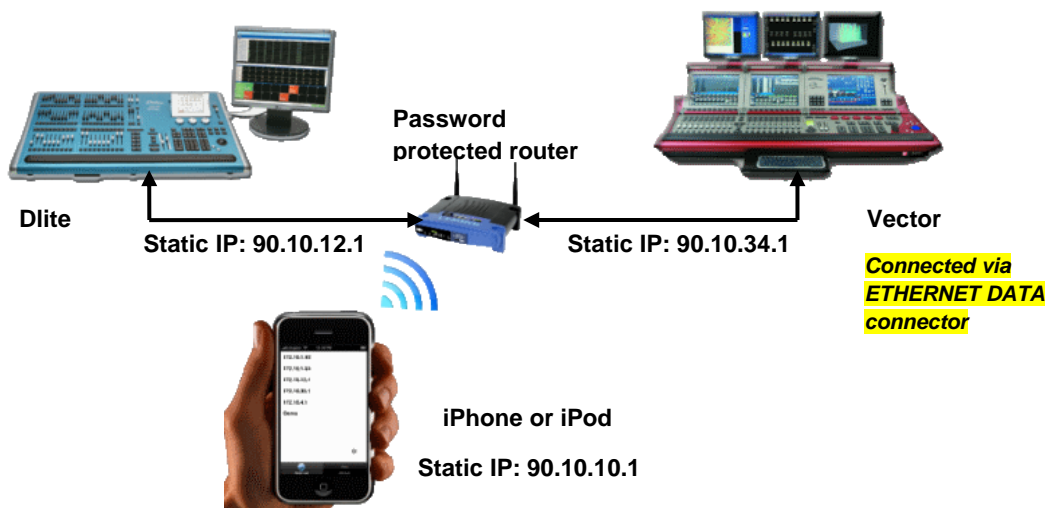 Password
protected router
Dlite
Static IP: 90.10.12.1
Static IP: 90.10.34.1
Vector
Connected via
ETHERNET DATA
connector
iPhone or iPod
Static IP: 90.10.10.1